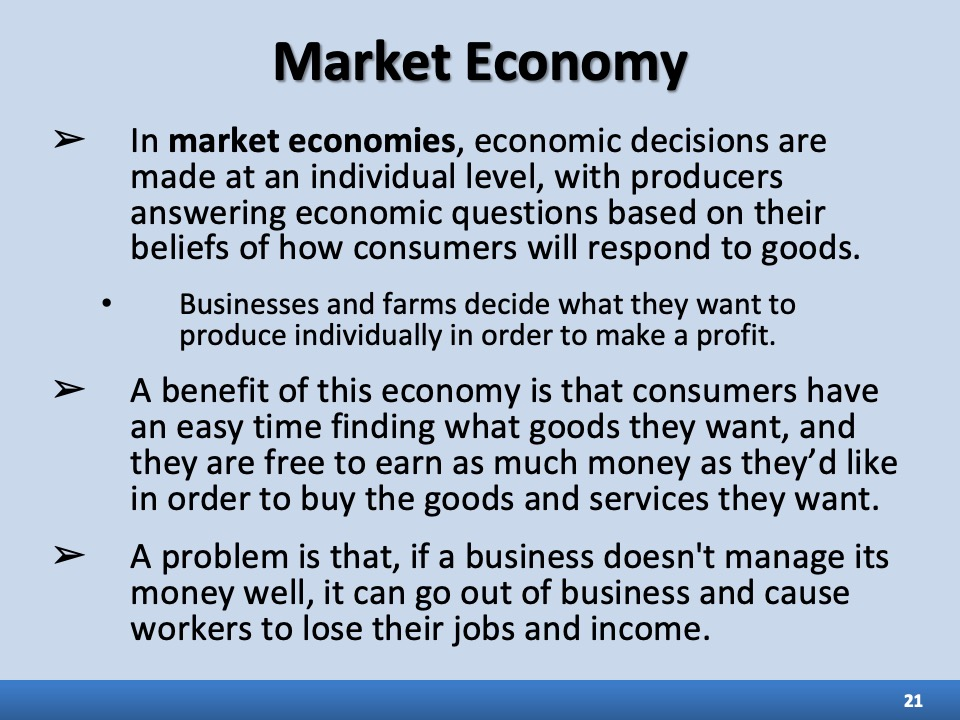 Market Economy
➢ In market economies, economic decisions are
made at an individual level, with producers
answering economic questions based on their
beliefs of how consumers will respond to goods.
• Businesses and farms decide what they want to
produce individually in order to make a profit.
➢ A benefit of this economy is that consumers have
an easy time finding what goods they want, and
they are free to earn as much money as they’d like
in order to buy the goods and services they want.
➢ A problem is that, if a business doesn't manage its
money well, it can go out of business and cause
workers to lose their jobs and income.
21